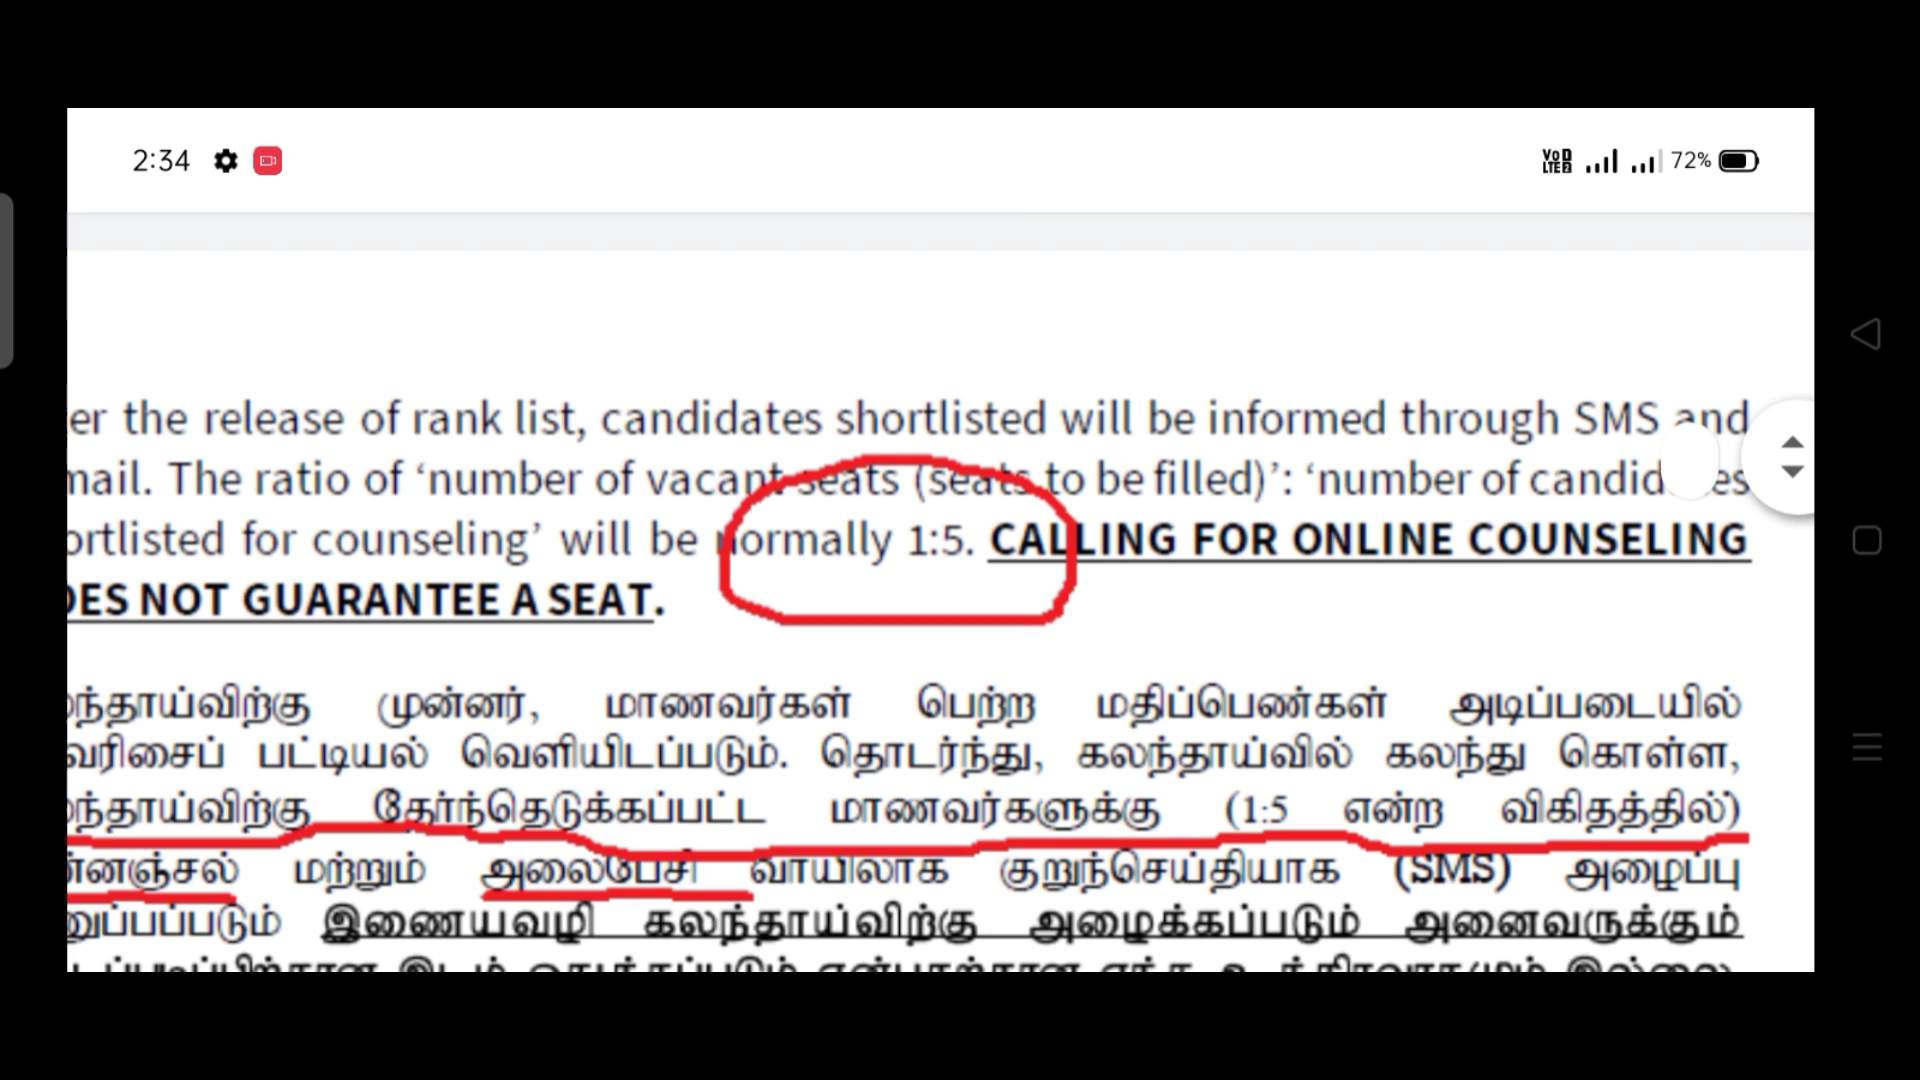 2:34 72%
er the release of rank list, candidates shortlisted will be informed through SMS and
mail. The ratio of ‘number of vacant seats (seats to be filled)’: ‘number of
ortlisted for counseling’ will be normally 1:5. CALLING FOR ONLINE COUNSELING
OES NOT GUARANTEE A SEAT.
ந்தாய்விற்கு முன்னர், மாணவர்கள் பெற்ற மதிப்பெண்கள் அடிப்படையில்
வரிசைப் பட்டியல் வெளியிடப்படும். தொடர்ந்து, கலந்தாய்வில் கலந்து கொள்ள,
ந்தாய்விற்கு தேர்ந்தெடுக்கப்பட்ட மாணவர்களுக்கு (1:5 என்ற விகிதத்தில்)
ன்னஞ்சல் மற்றும் அலைபேசி வாயிலாக குறுந்செய்தியாக (SMS) அழைப்பு
னுப்பப்படும் இணையவழி கலந்தாய்விற்கு அழைக்கப்படும் அனைவருக்கும்